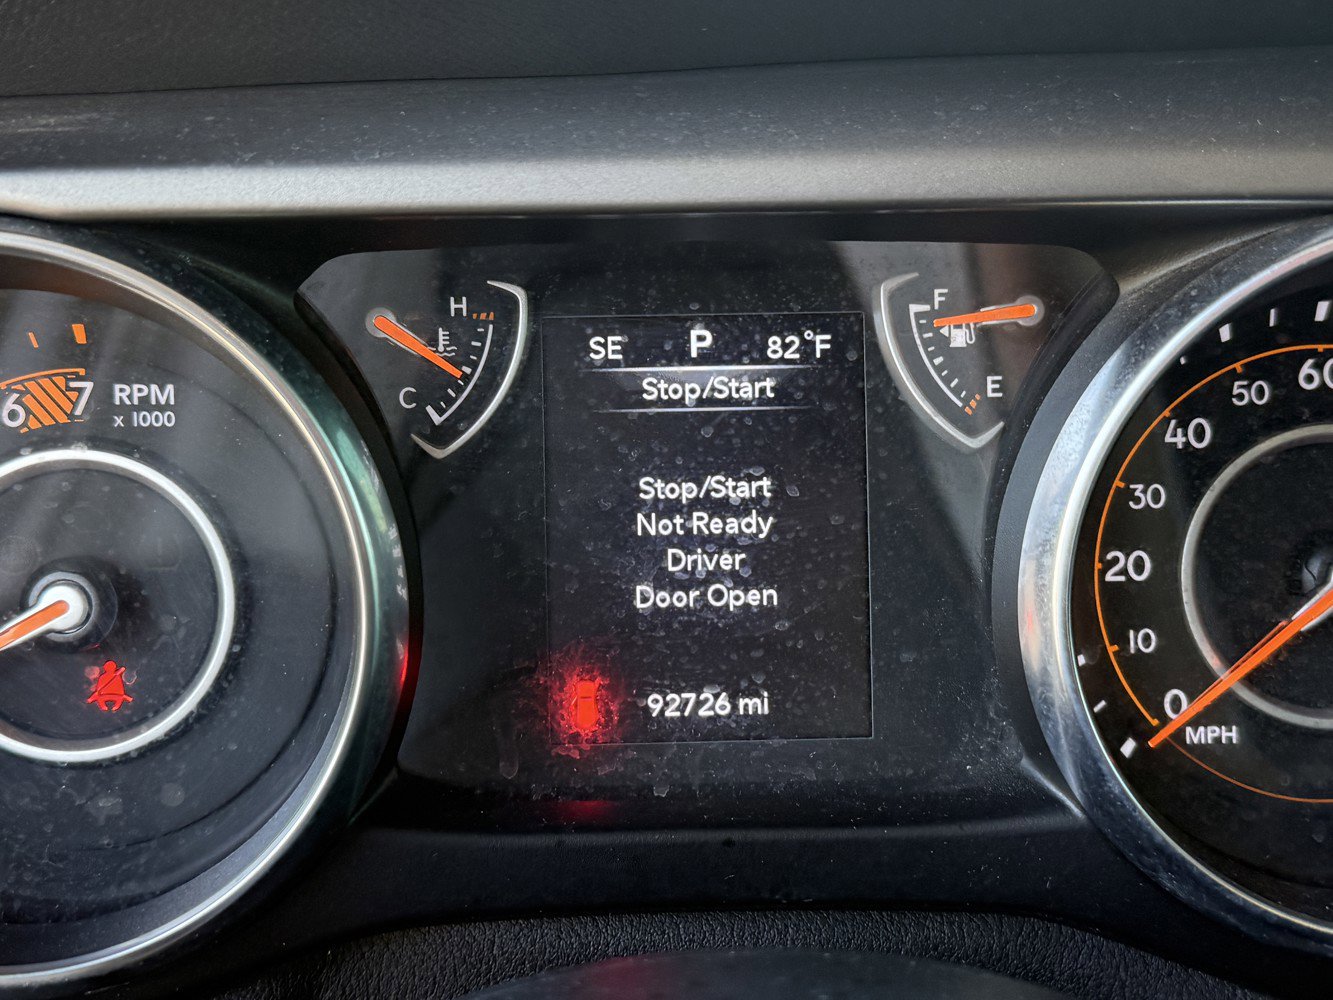 H
C
6 7 RPM
x 1000
SE P 82°F
Stop/Start
Stop/Start
Not Ready
Driver
Door Open
92726 mi
F
E
60
50
40
30
20
10
0
MPH